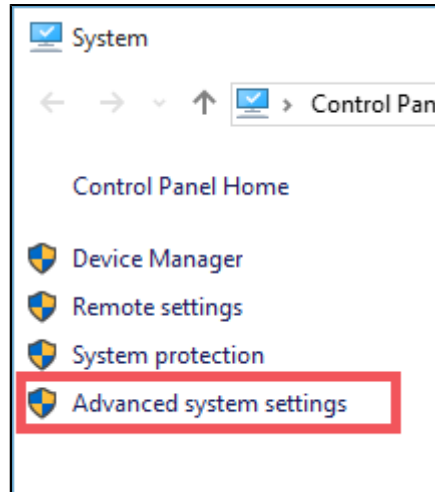 System
Control Pan
Control Panel Home
Device Manager
Remote settings
System protection
Advanced system settings